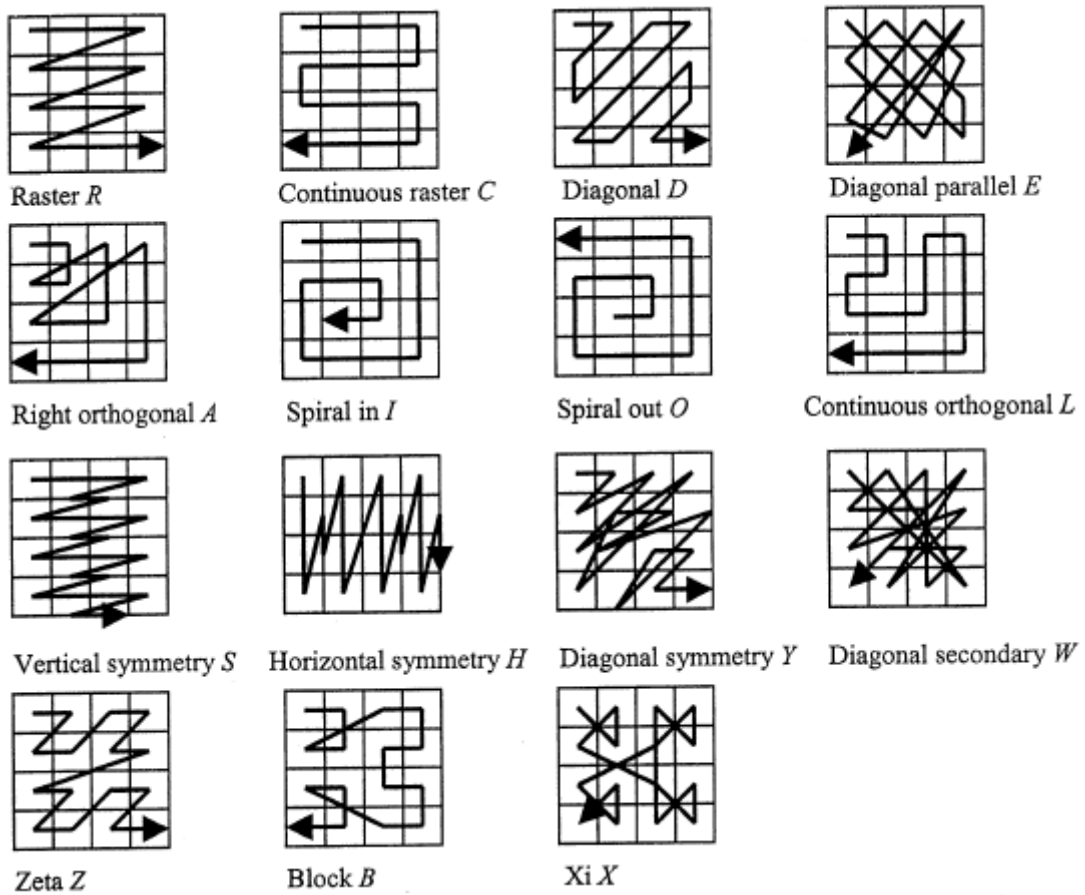 Raster R
Continuous raster C
Diagonal D
Diagonal parallel E
Right orthogonal A
Spiral in I
Spiral out O
Continuous orthogonal L
Vertical symmetry S
Horizontal symmetry H
Diagonal symmetry Y
Diagonal secondary W
Zeta Z
Block B
Xi X